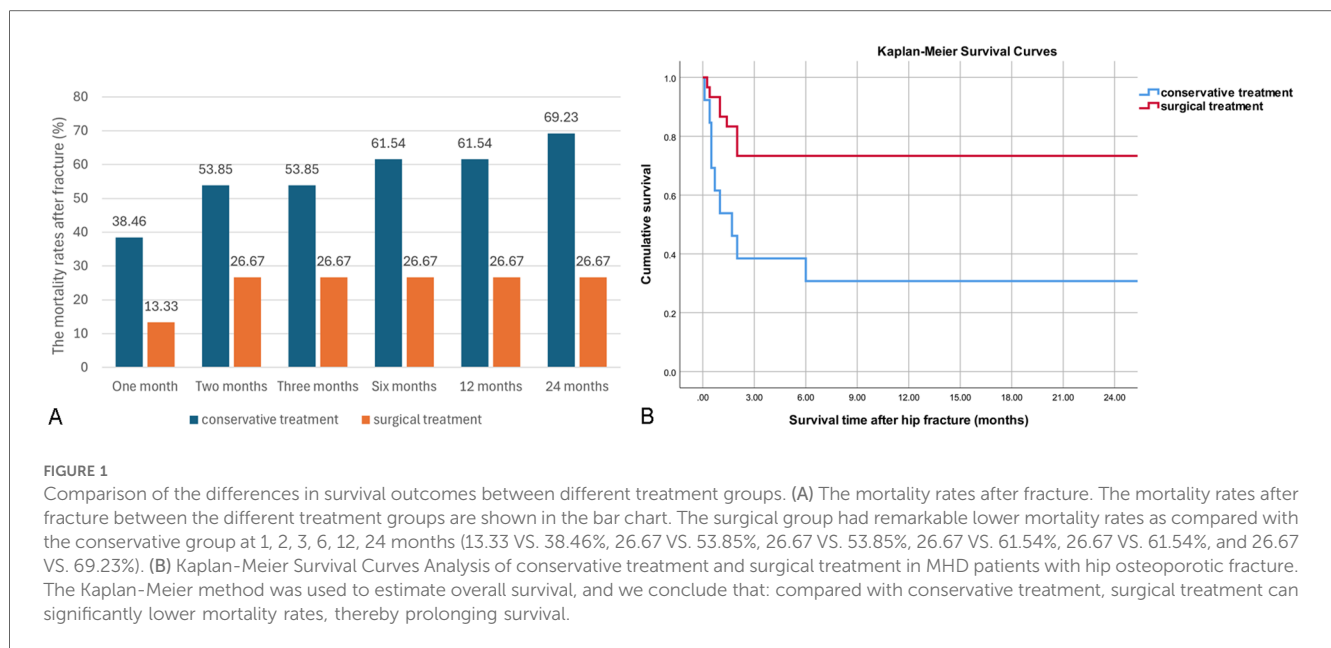 The mortality rates after fracture (%)
80
70
60
50
40
30
20
10
0
38.46
13.33
53.85
26.67
53.85
26.67
61.54
26.67
61.54
26.67
69.23
26.67
One month
Two months
Three months
Six months
12 months
24 months
A
conservative treatment
surgical treatment
Kaplan-Meier Survival Curves
conservative treatment
surgical treatment
Cumulative survival
1.0
0.8
0.6
0.4
0.2
0.0
.00
3.00
6.00
9.00
12.00
15.00
18.00
21.00
24.00
B
Survival time after hip fracture (months)
FIGURE 1
Comparison of the differences in survival outcomes between different treatment groups. (A) The mortality rates after fracture. The mortality rates after
fracture between the different treatment groups are shown in the bar chart. The surgical group had remarkable lower mortality rates as compared with
the conservative group at 1, 2, 3, 6, 12, 24 months (13.33 VS. 38.46%, 26.67 VS. 53.85%, 26.67 VS. 53.85%, 26.67 VS. 61.54%, 26.67 VS. 61.54%, and 26.67
VS. 69.23%). (B) Kaplan-Meier Survival Curves Analysis of conservative treatment and surgical treatment in MHD patients with hip osteoporotic fracture.
The Kaplan-Meier method was used to estimate overall survival, and we conclude that: compared with conservative treatment, surgical treatment can
significantly lower mortality rates, thereby prolonging survival.